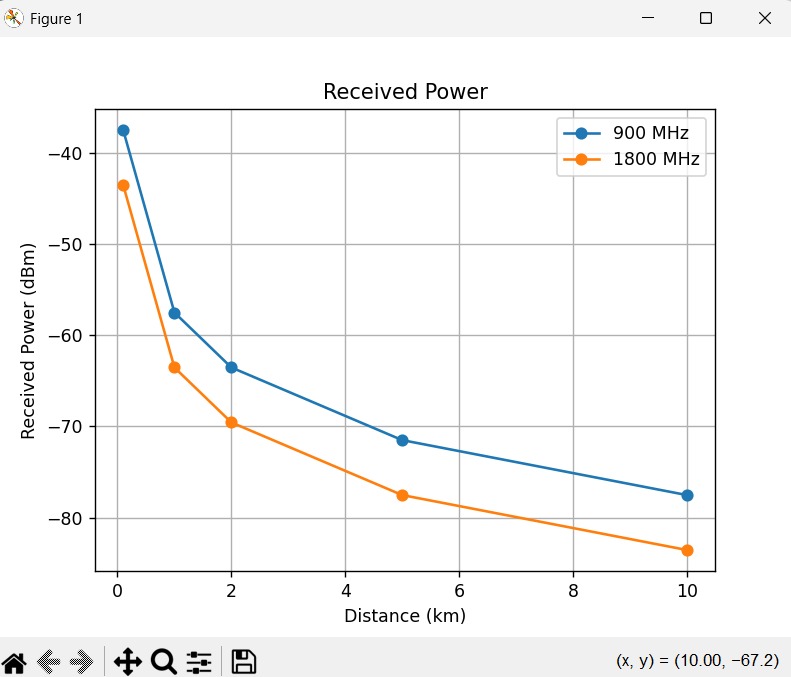 Figure 1
Received Power
900 MHz
1800 MHz
Received Power (dBm)
−40
−50
−60
−70
−80
0 2 4 6 8 10
Distance (km)
(x, y) = (10.00, −67.2)